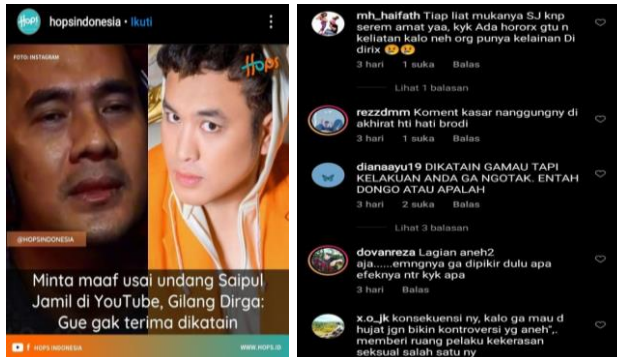 Hops!
hopsindonesia • Ikuti
FOTO: INSTAGRAM
Hops
@HOPSINDONESIA
Minta maaf usai undang Saipul
Jamil di YouTube, Gilang Dirga:
Gue gak terima dikatain
HOPS INDONESIA
WWW.HOPS.ID
mh_haifath Tiap liat mukanya SJ knp
serem amat yaa, kyk Ada hororx gtu n
keliatan kalo neh org punya kelainan Di
dirix 😢😢
3 hari 1 suka Balas
Lihat 1 balasan
rezzdmm Koment kasar nanggungny di
akhirat hti hati brodi
3 hari 1 suka Balas
dianaayu19 DIKATAIN GAMAU TAPI
KELAKUAN ANDA GA NGOTAK. ENTAH
DONGO ATAU APALAH
3 hari 2 suka Balas
Lihat 3 balasan
dovanreza Lagian aneh2
aja......emngnya ga dipikir dulu apa
efeknya ntr kyk apa
3 hari Balas
x.o_jk konsekuensi ny, kalo ga mau d
hujat jgn bikin kontroversi yg aneh",.
memberi ruang pelaku kekerasan
seksual salah satu ny